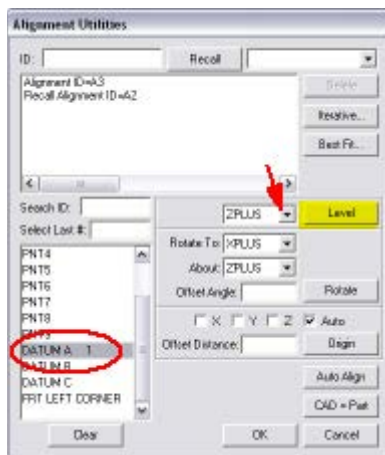 Alignment Utilities
ID:
Recall
Alignment ID=A3
Recall Alignment ID=A2
Delete
Iterative...
Best Fit...
Search ID:
ZPLUS
Level
Select Last #:
Rotate To: XPLUS
PNT4
PNT5
About: ZPLUS
PNT6
PNT7
Offset Angle:
Rotate
PNT8
X Y Z Auto
PNT9
DATUM A 1
Offset Distance:
Origin
DATUM B
DATUM C
Auto Align
FRT LEFT CORNER
CAD = Part
Clear
OK
Cancel